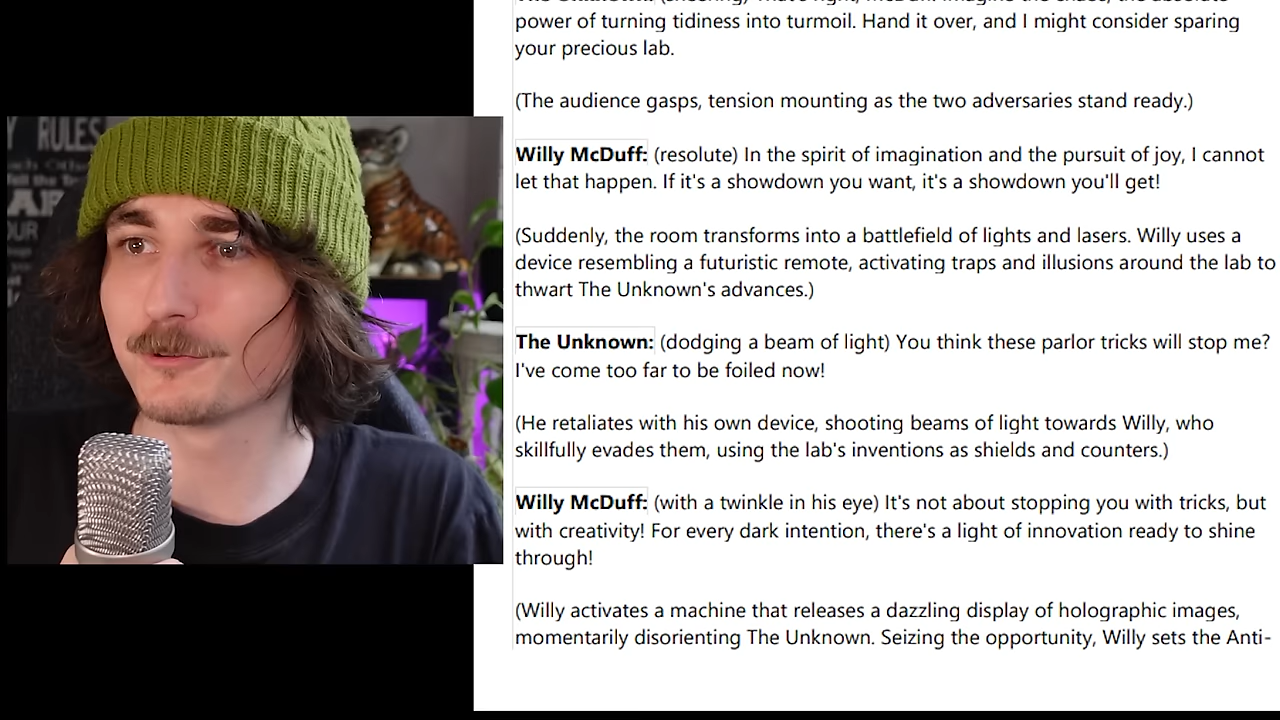 power of turning tidiness into turmoil. Hand it over, and I might consider sparing
your precious lab.
(The audience gasps, tension mounting as the two adversaries stand ready.)
Willy McDuff: (resolute) In the spirit of imagination and the pursuit of joy, I cannot
let that happen. If it's a showdown you want, it's a showdown you'll get!
(Suddenly, the room transforms into a battlefield of lights and lasers. Willy uses a
device resembling a futuristic remote, activating traps and illusions around the lab to
thwart The Unknown's advances.)
The Unknown: (dodging a beam of light) You think these parlor tricks will stop me?
I've come too far to be foiled now!
(He retaliates with his own device, shooting beams of light towards Willy, who
skillfully evades them, using the lab's inventions as shields and counters.)
Willy McDuff: (with a twinkle in his eye) It's not about stopping you with tricks, but
with creativity! For every dark intention, there's a light of innovation ready to shine
through!
(Willy activates a machine that releases a dazzling display of holographic images,
momentarily disorienting The Unknown. Seizing the opportunity, Willy sets the Anti-
RULES